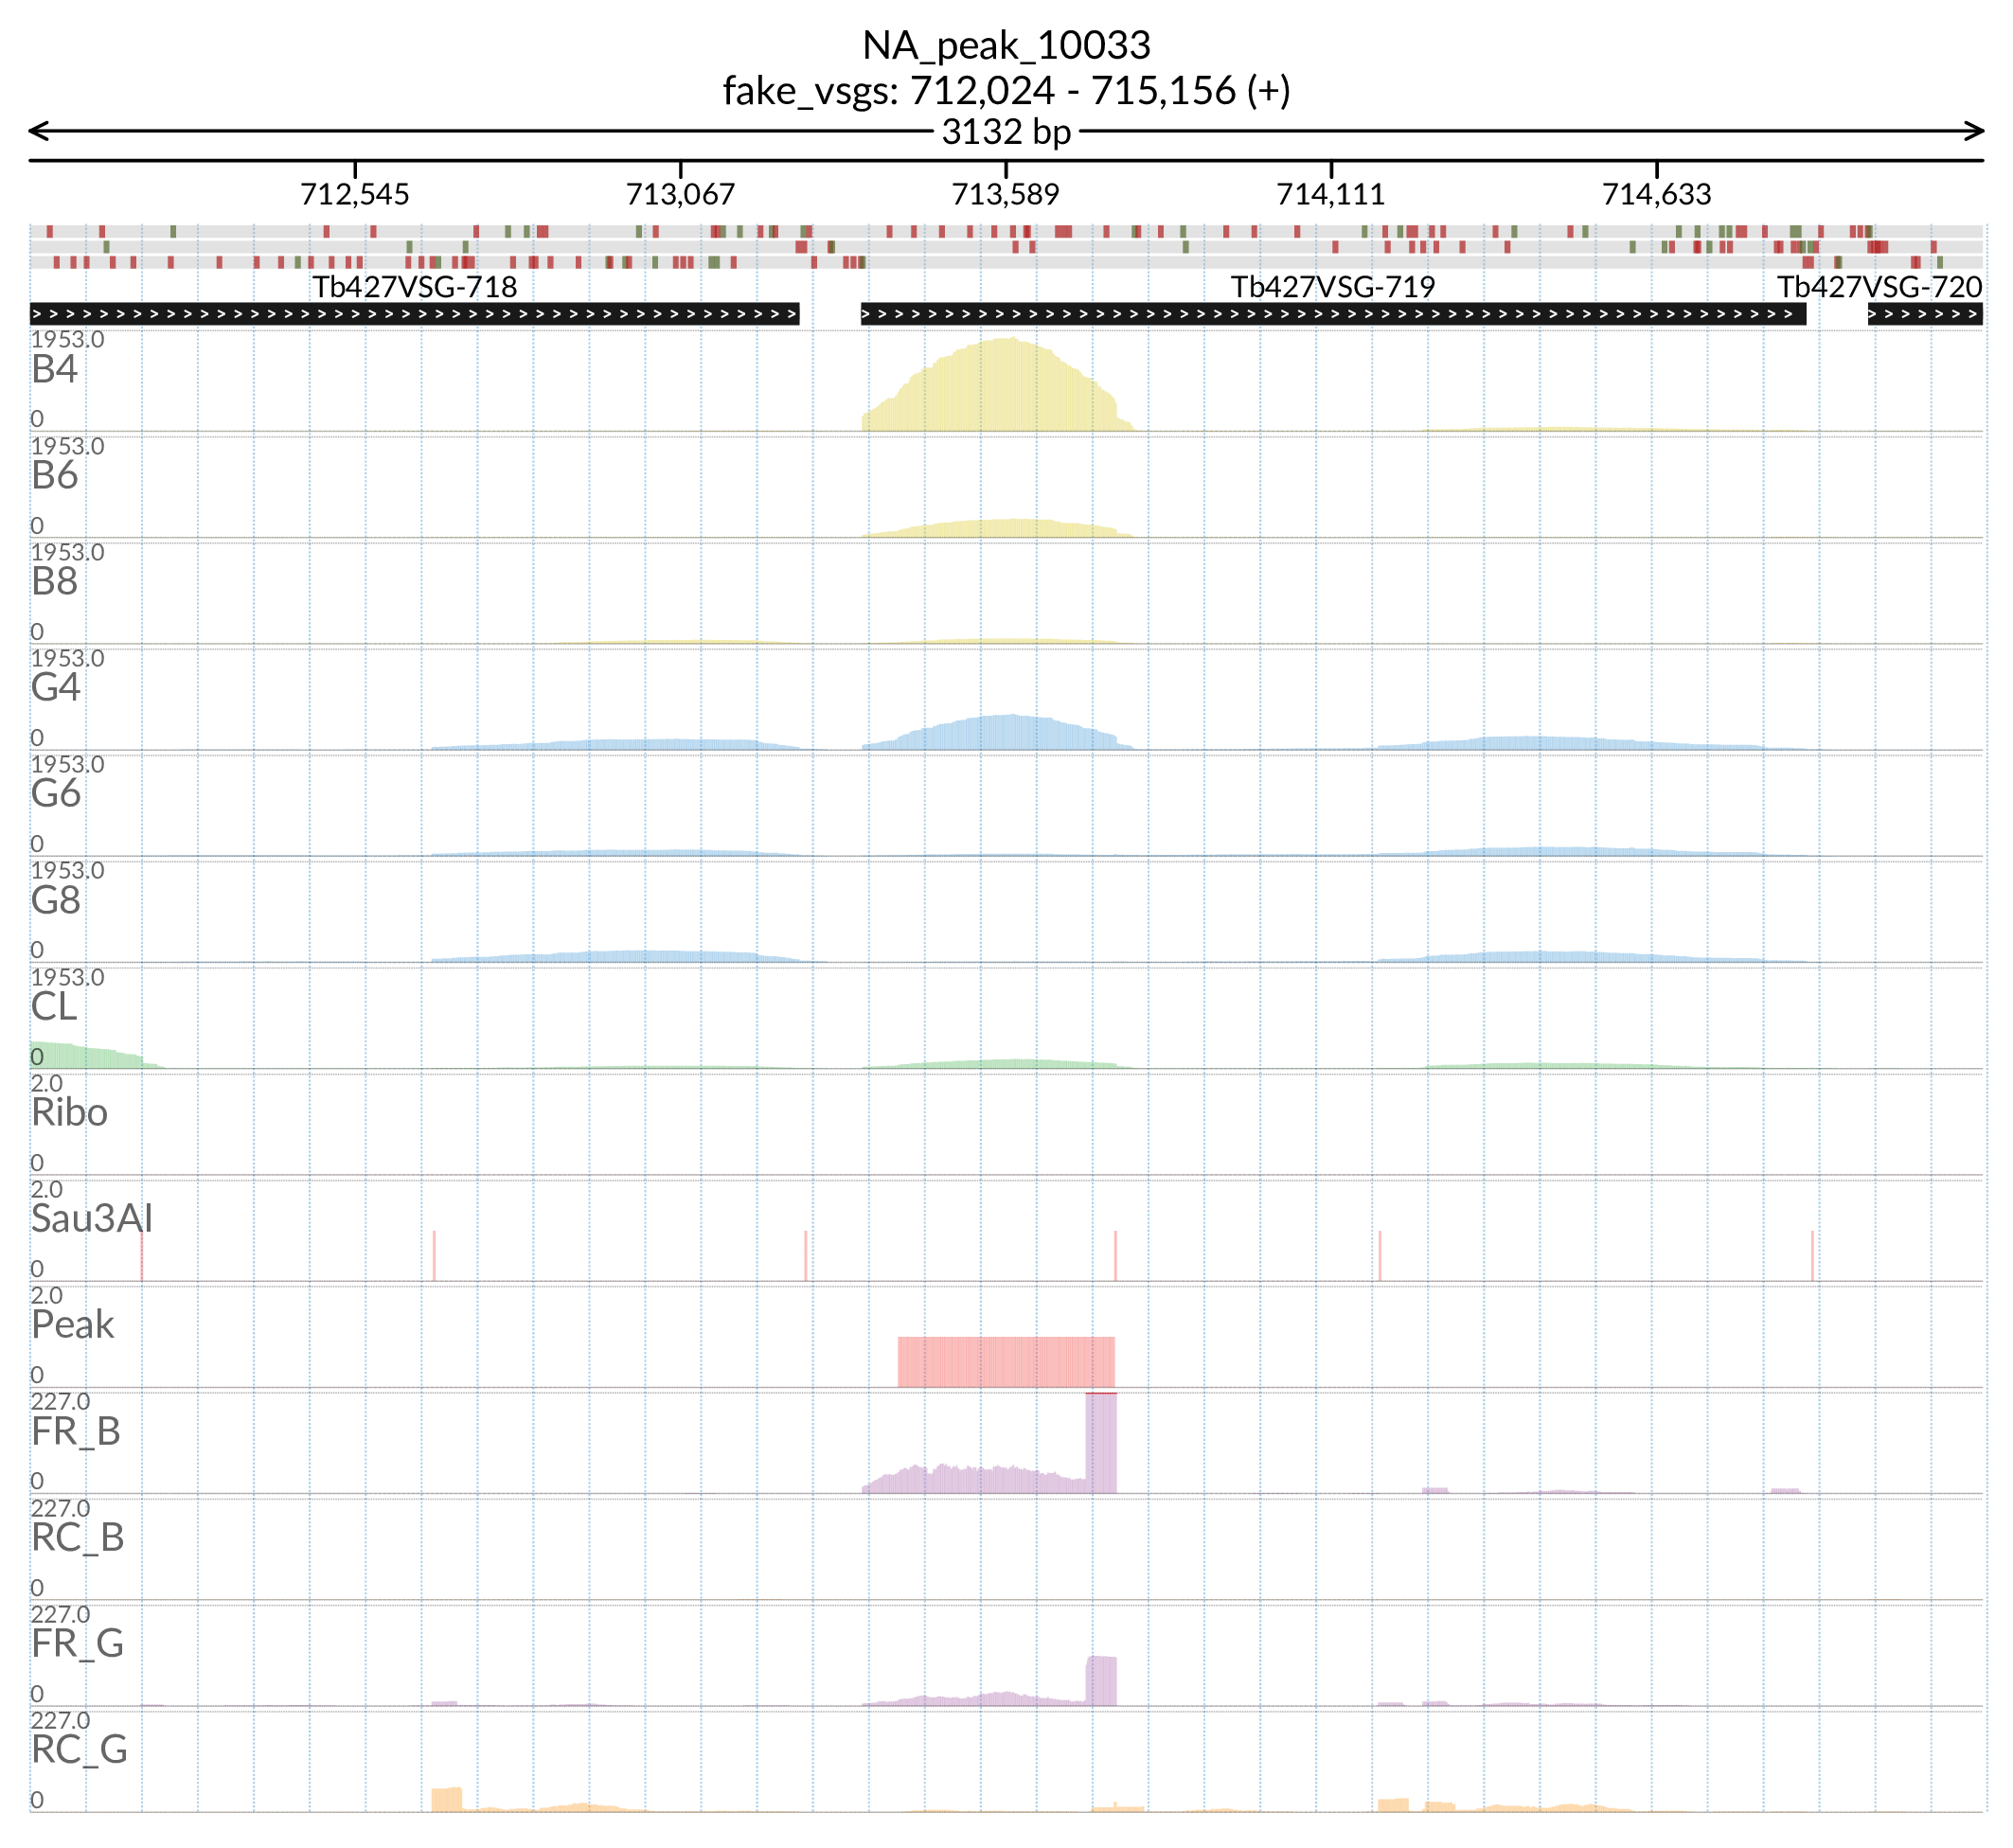 NA_peak_10033
fake_vsgs: 712,024 - 715,156 (+)
3132 bp
712,545 713,067 713,589 714,111 714,633
Tb427VSG-718 Tb427VSG-719 Tb427VSG-720
1953.0
B4
0
1953.0
B6
0
1953.0
B8
0
1953.0
G4
0
1953.0
G6
0
1953.0
G8
0
1953.0
CL
0
2.0
Ribo
0
2.0
Sau3AI
0
2.0
Peak
0
227.0
FR_B
0
227.0
RC_B
0
227.0
FR_G
0
227.0
RC_G
0